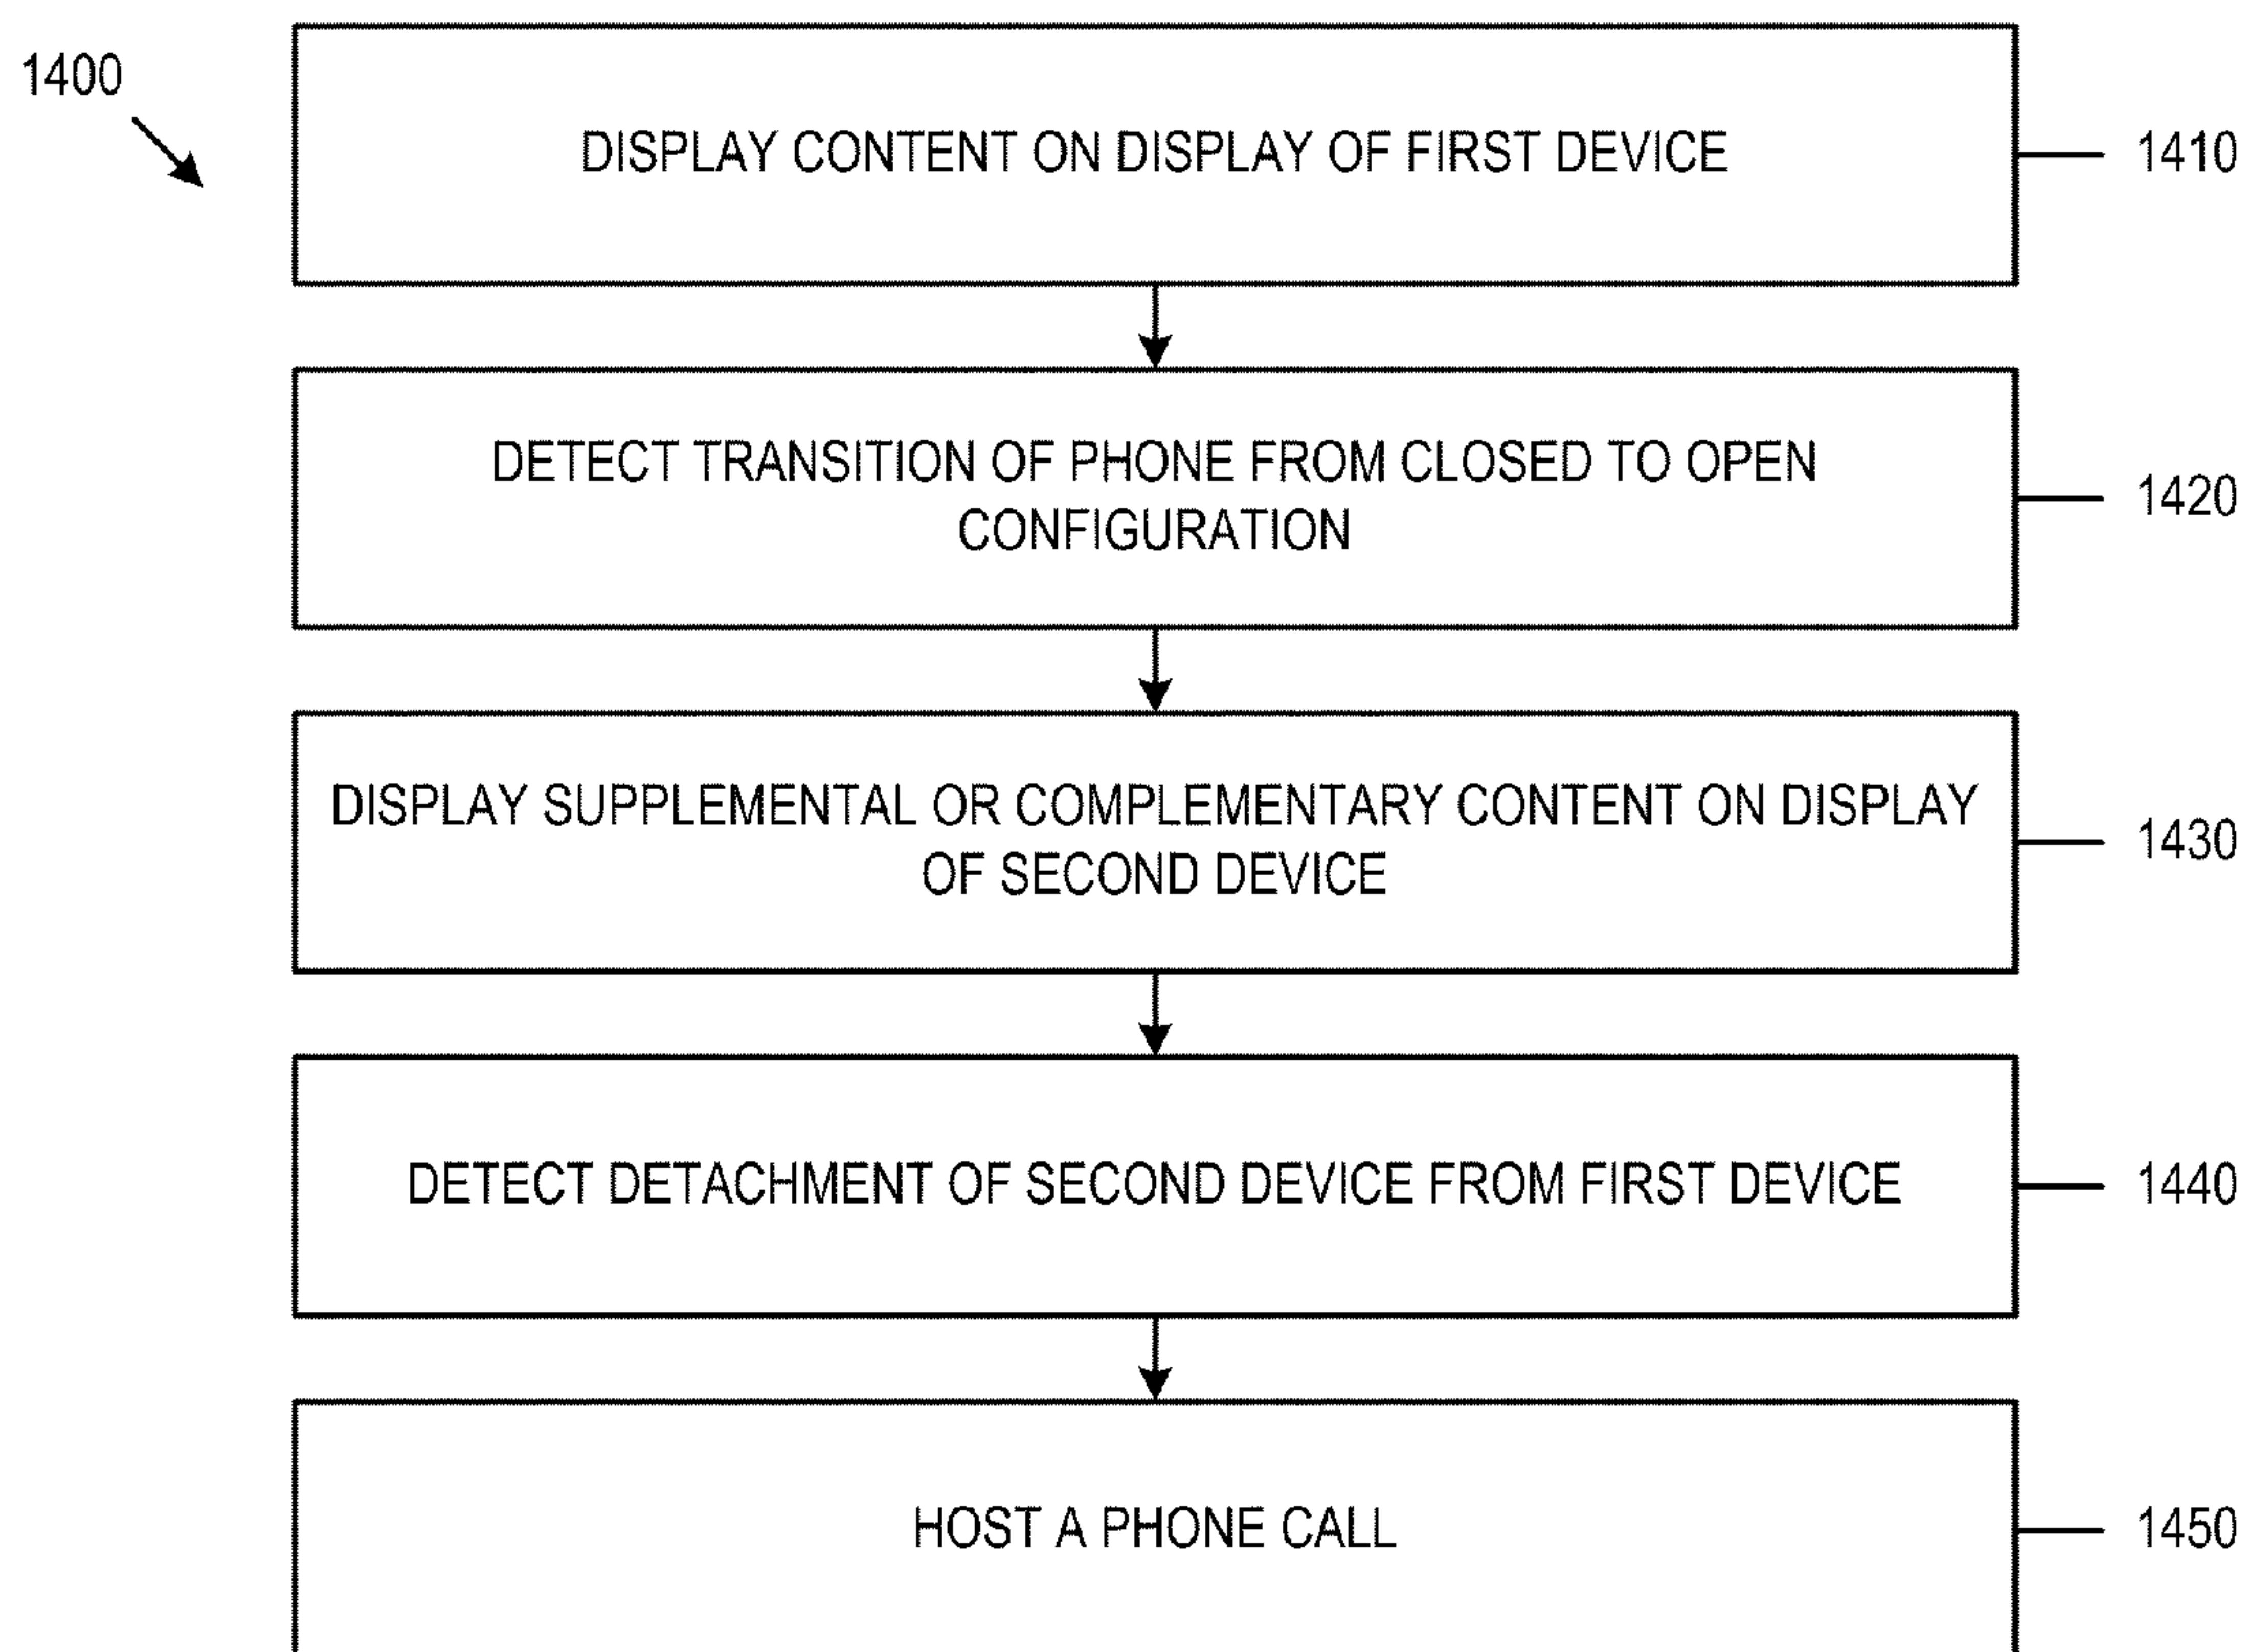 1400
DISPLAY CONTENT ON DISPLAY OF FIRST DEVICE
1410
DETECT TRANSITION OF PHONE FROM CLOSED TO OPEN
CONFIGURATION
1420
DISPLAY SUPPLEMENTAL OR COMPLEMENTARY CONTENT ON DISPLAY
OF SECOND DEVICE
1430
DETECT DETACHMENT OF SECOND DEVICE FROM FIRST DEVICE
1440
HOST A PHONE CALL
1450